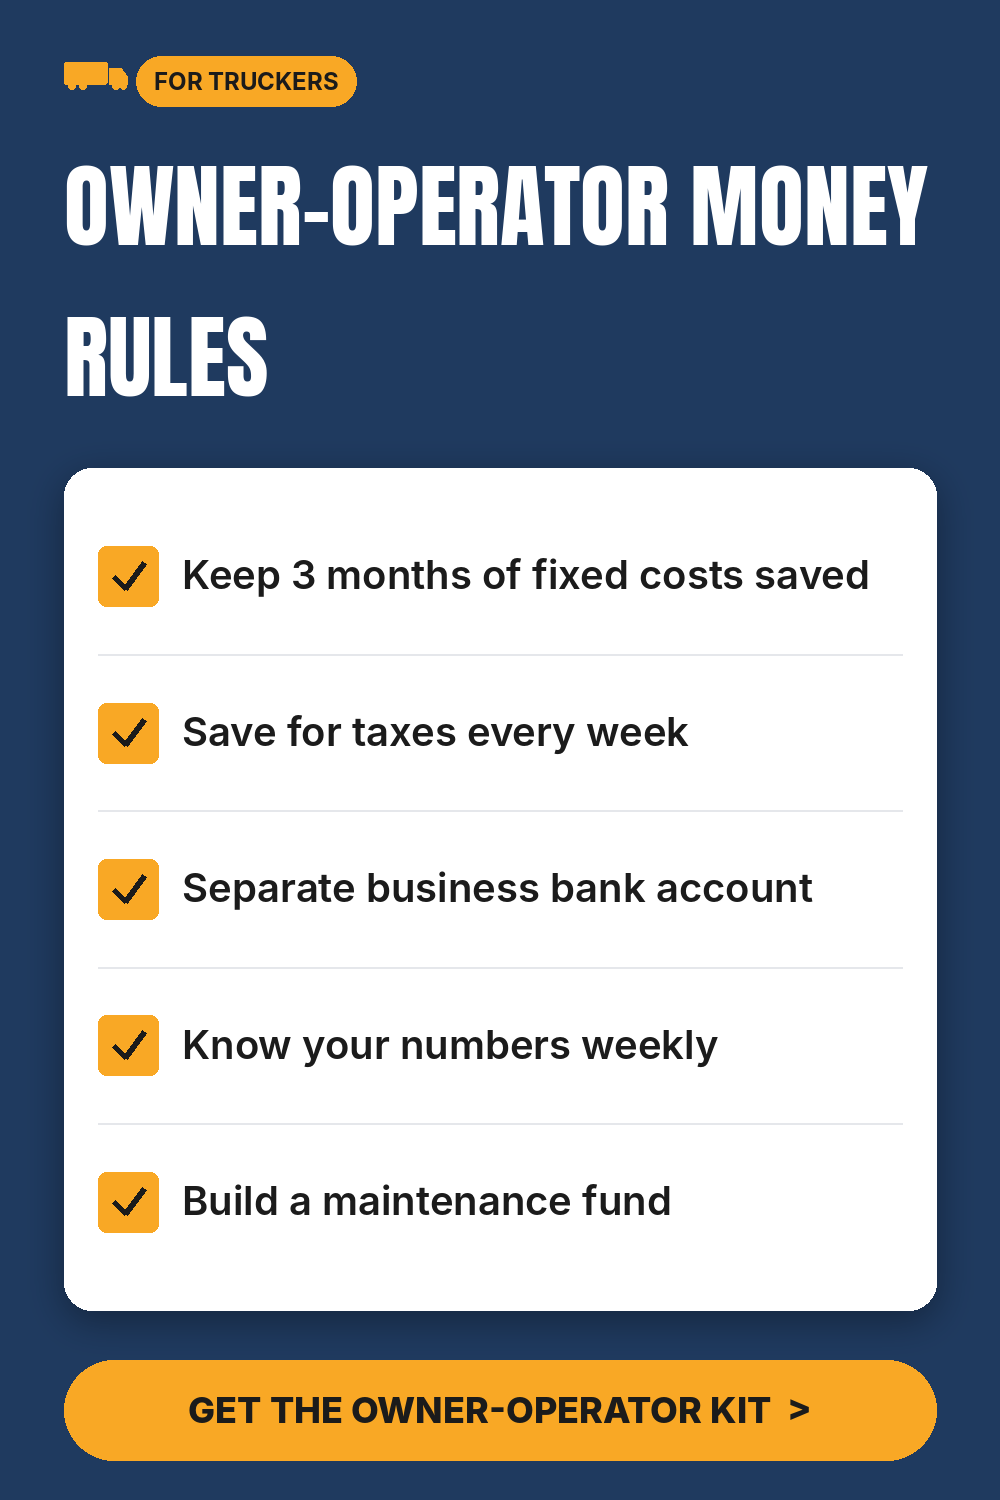 FOR TRUCKERS
OWNER-OPERATOR MONEY
RULES
Keep 3 months of fixed costs saved
Save for taxes every week
Separate business bank account
Know your numbers weekly
Build a maintenance fund
GET THE OWNER-OPERATOR KIT >